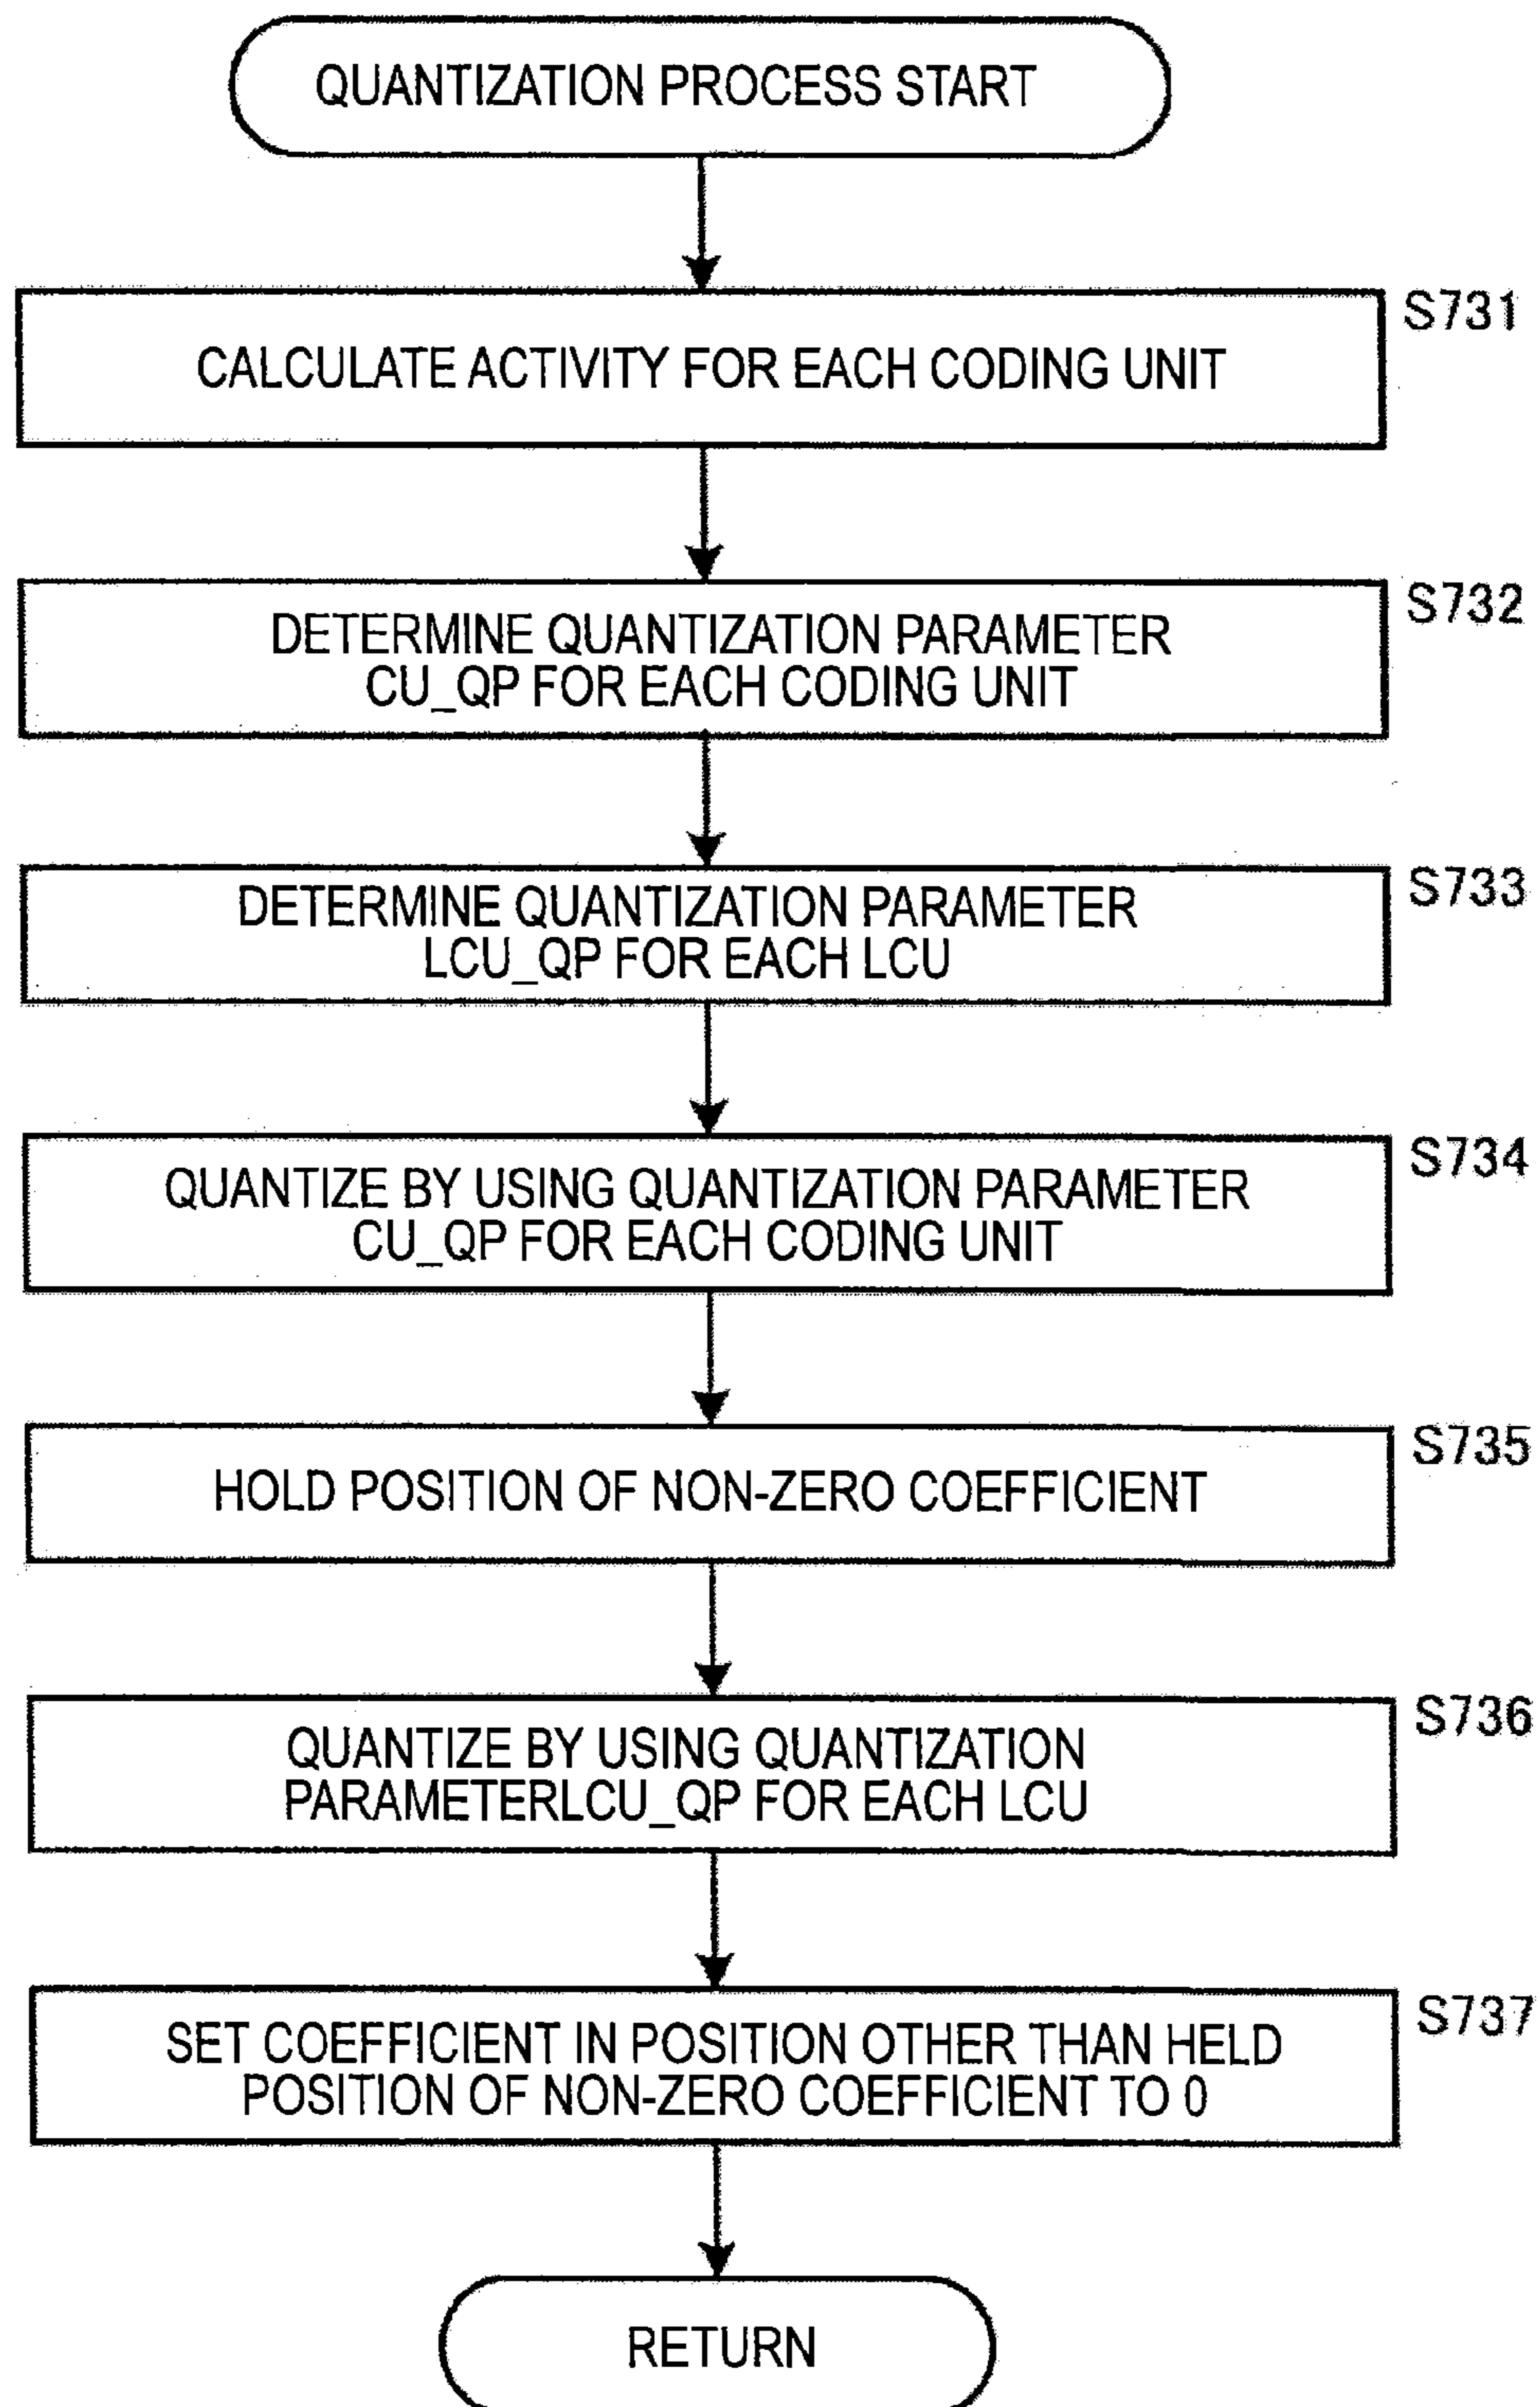 QUANTIZATION PROCESS START
S731
CALCULATE ACTIVITY FOR EACH CODING UNIT
S732
DETERMINE QUANTIZATION PARAMETER
CU_QP FOR EACH CODING UNIT
S733
DETERMINE QUANTIZATION PARAMETER
LCU_QP FOR EACH LCU
S734
QUANTIZE BY USING QUANTIZATION PARAMETER
CU_QP FOR EACH CODING UNIT
S735
HOLD POSITION OF NON-ZERO COEFFICIENT
S736
QUANTIZE BY USING QUANTIZATION
PARAMETERLCU_QP FOR EACH LCU
S737
SET COEFFICIENT IN POSITION OTHER THAN HELD
POSITION OF NON-ZERO COEFFICIENT TO 0
RETURN